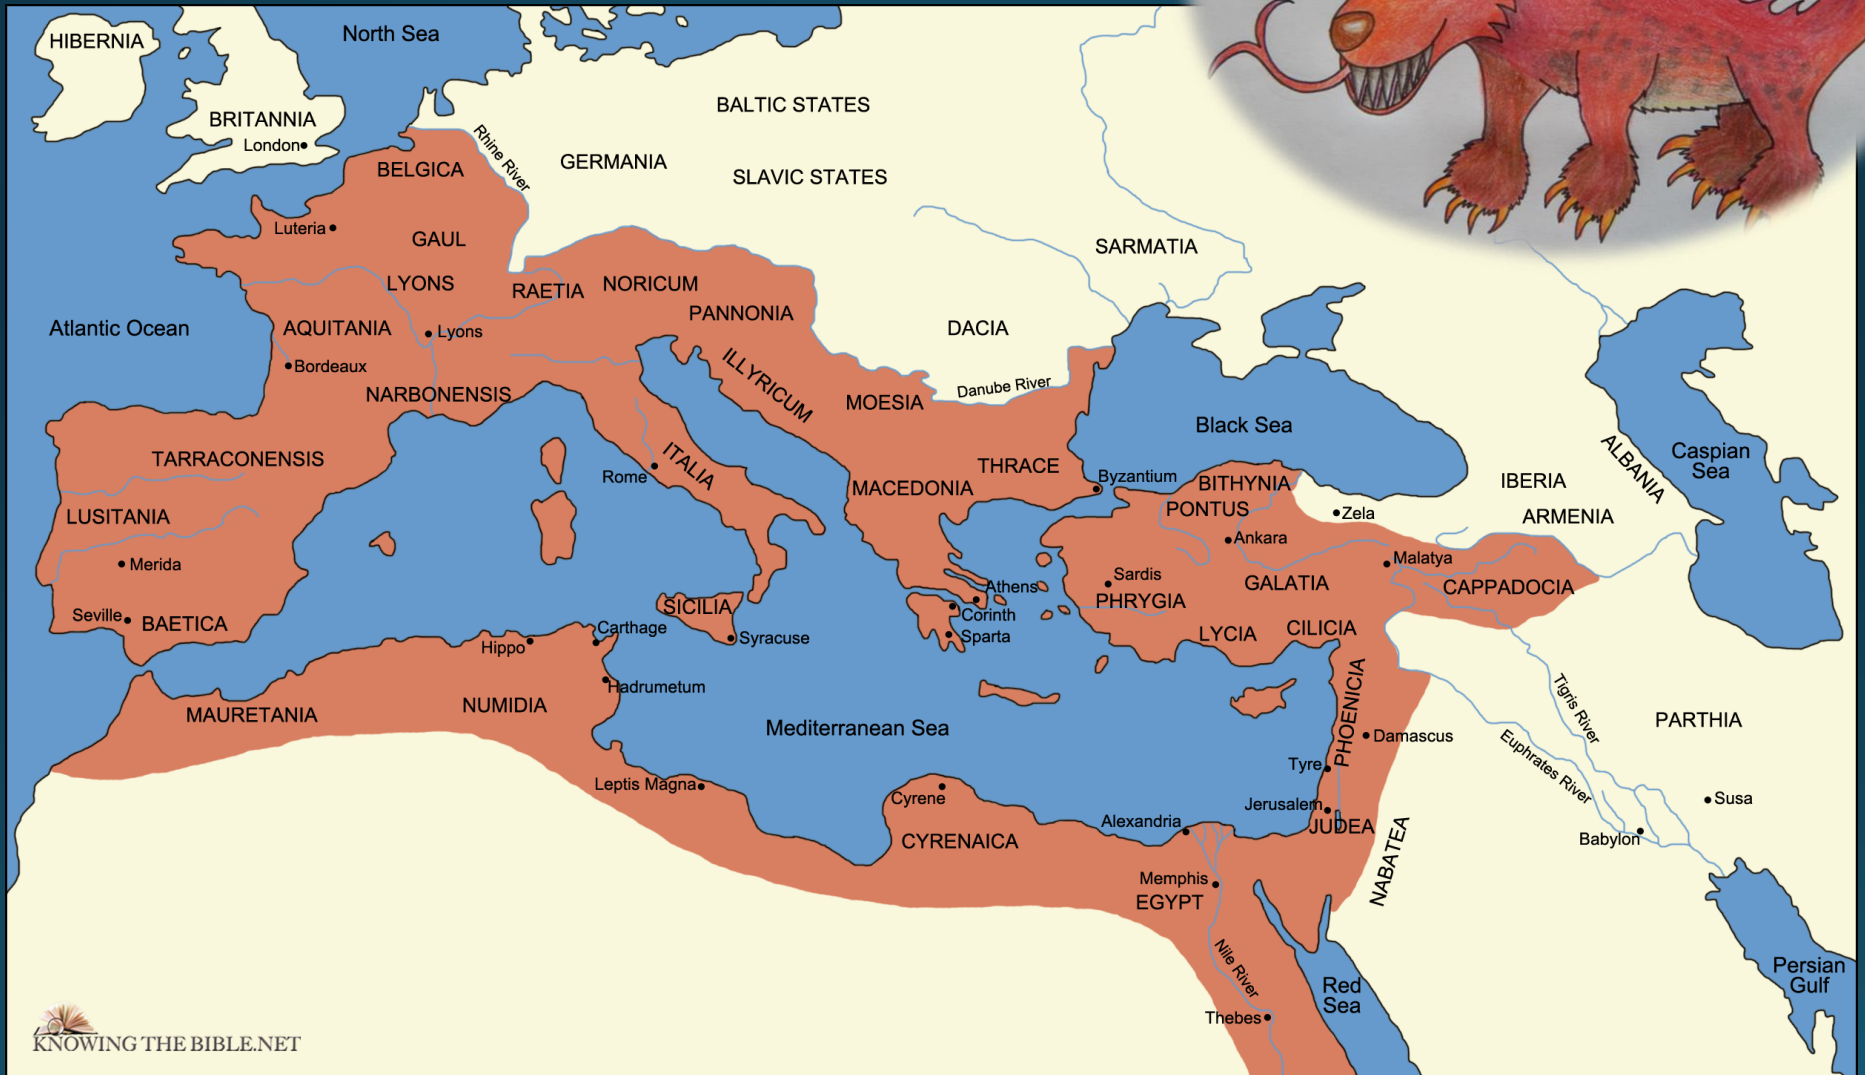 HIBERNIA
North Sea
BRITANNIA
London
BALTIC STATES
Rhine River
GERMANIA
SLAVIC STATES
BELGICA
Luteria
GAUL
SARMATIA
LYONS
RAETIA
NORICUM
PANNONIA
Atlantic Ocean
AQUITANIA
Lyons
DACIA
Bordeaux
ILLYRICUM
NARBONENSIS
MOESIA
Danube River
Black Sea
TARRACONENSIS
Rome
ITALIA
THRACE
MACEDONIA
Byzantium
BITHYNIA
PONTUS
Zela
IBERIA
ALBANIA
Caspian
Sea
ARMENIA
LUSITANIA
Ankara
Merida
Malatya
Sardis
PHRYGIA
GALATIA
CAPPADOCIA
Athens
Corinth
Sparta
Seville
BAETICA
SICILIA
Syracuse
Carthage
Hippo
LYCIA
CILICIA
Hadrumetum
MAURETANIA
NUMIDIA
Mediterranean Sea
PHOENICIA
Damascus
Tigris River
PARTHIA
Euphrates River
Tyre
Leptis Magna
Cyrene
Susa
Jerusalem
JUDEA
Alexandria
CYRENAICA
NABATEA
Babylon
Memphis
EGYPT
Nile River
Red
Sea
Persian
Gulf
Thebes
KNOWING THE BIBLE.NET